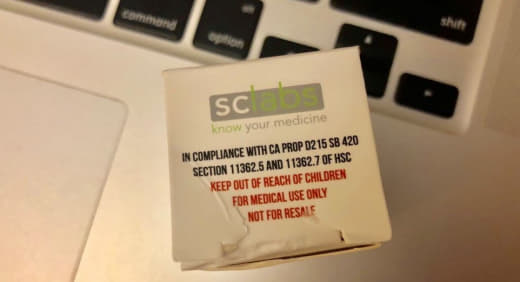 command
option
shift
sclabs
know your medicine
IN COMPLIANCE WITH CA PROP D215 SB 420
SECTION 11362.5 AND 11362.7 OF HSC
KEEP OUT OF REACH OF CHILDREN
FOR MEDICAL USE ONLY
NOT FOR RESALE